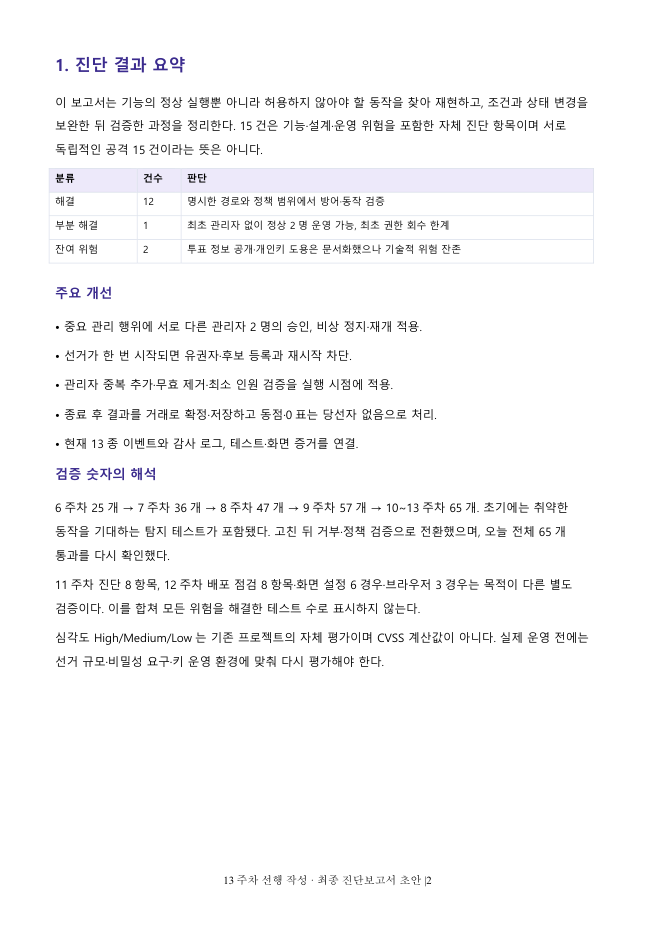 1. 진단 결과 요약
이 보고서는 기능의 정상 실행뿐 아니라 허용하지 않아야 할 동작을 찾아 재현하고, 조건과 상태 변경을
보완한 뒤 검증한 과정을 정리한다. 15 건은 기능·설계·운영 위험을 포함한 자체 진단 항목이며 서로
독립적인 공격 15 건이라는 뜻은 아니다.
분류 건수 판단
해결 12 명시한 경로와 정책 범위에서 방어·동작 검증
부분 해결 1 최초 관리자 없이 정상 2 명 운영 가능, 최초 권한 회수 한계
잔여 위험 2 투표 정보 공개·개인키 도용은 문서화했으나 기술적 위험 잔존
주요 개선
• 중요 관리 행위에 서로 다른 관리자 2 명의 승인, 비상 정지·재개 적용.
• 선거가 한 번 시작되면 유권자·후보 등록과 재시작 차단.
• 관리자 중복 추가·무효 제거·최소 인원 검증을 실행 시점에 적용.
• 종료 후 결과를 거래로 확정·저장하고 동점·0 표는 당선자 없음으로 처리.
• 현재 13 종 이벤트와 감사 로그, 테스트·화면 증거를 연결.
검증 숫자의 해석
6 주차 25 개 → 7 주차 36 개 → 8 주차 47 개 → 9 주차 57 개 → 10~13 주차 65 개. 초기에는 취약한
동작을 기대하는 탐지 테스트가 포함됐다. 고친 뒤 거부·정책 검증으로 전환했으며, 오늘 전체 65 개
통과를 다시 확인했다.
11 주차 진단 8 항목, 12 주차 배포 점검 8 항목·화면 설정 6 경우·브라우저 3 경우는 목적이 다른 별도
검증이다. 이를 합쳐 모든 위험을 해결한 테스트 수로 표시하지 않는다.
심각도 High/Medium/Low 는 기존 프로젝트의 자체 평가이며 CVSS 계산값이 아니다. 실제 운영 전에는
선거 규모·비밀성 요구·키 운영 환경에 맞춰 다시 평가해야 한다.
13 주차 선행 작성 · 최종 진단보고서 초안 |2